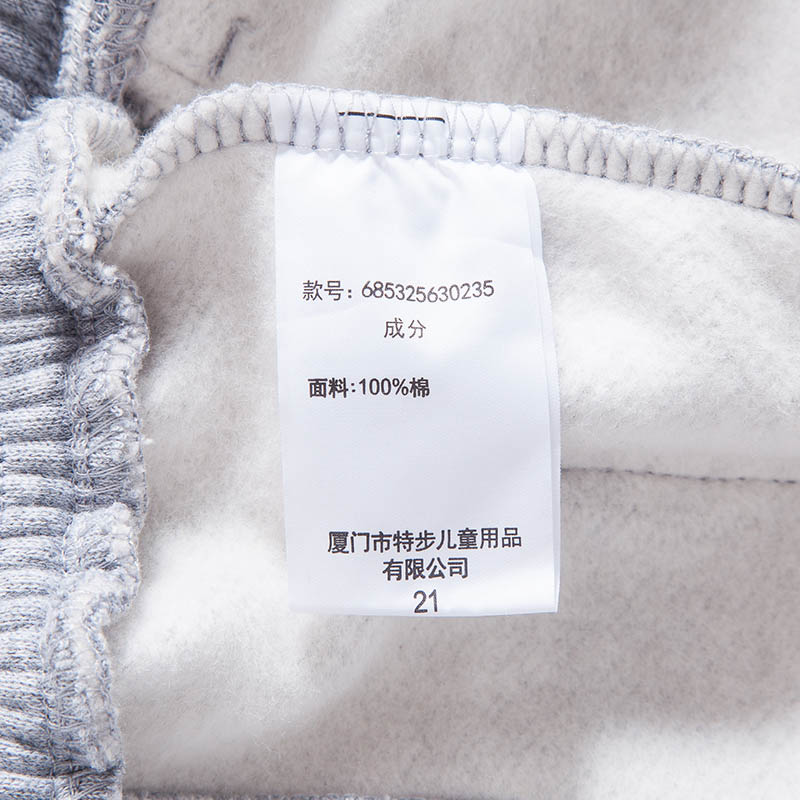 款号: 685325630235
成分
面料:100%棉
厦门市特步儿童用品
有限公司
21